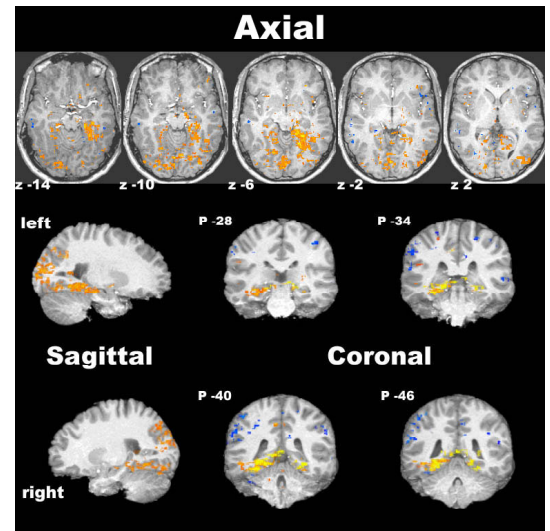 Axial
z -14
z -10
z -6
z -2
z 2
left
P -28
P -34
Sagittal
Coronal
P -40
P -46
right